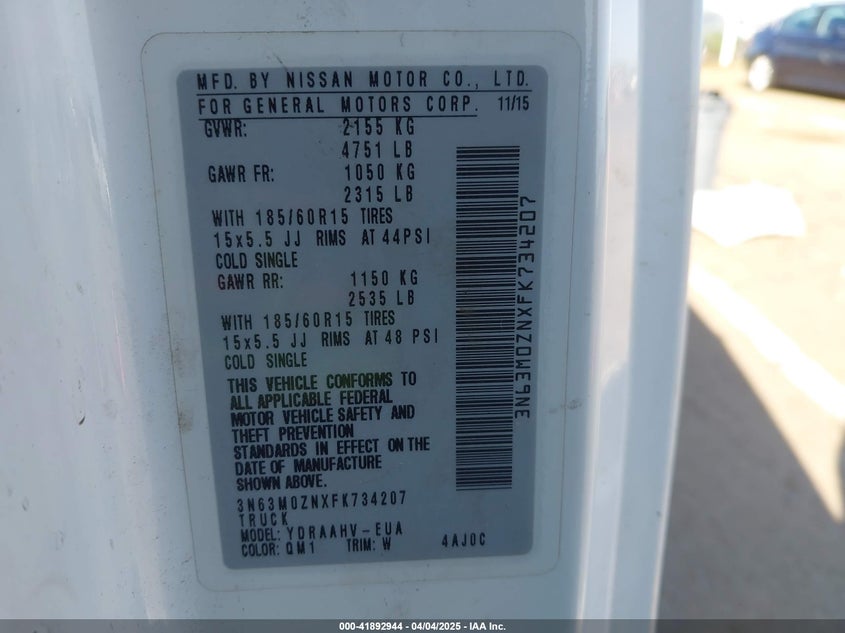 MFD. BY NISSAN MOTOR CO., LTD.
FOR GENERAL MOTORS CORP. 11/15
GVWR: 2155 KG
4751 LB
GAWR FR: 1050 KG
2315 LB
WITH 185/60R15 TIRES
15x5.5 JJ RIMS AT 44PSI
COLD SINGLE
GAWR RR: 1150 KG
2535 LB
WITH 185/60R15 TIRES
15x5.5 JJ RIMS AT 48 PSI
COLD SINGLE
THIS VEHICLE CONFORMS TO
ALL APPLICABLE FEDERAL
MOTOR VEHICLE SAFETY AND
THEFT PREVENTION
STANDARDS IN EFFECT ON THE
DATE OF MANUFACTURE
SHOWN ABOVE.
3N63M0ZNXFK734207
TRUCK
MODEL: YDRAAHV-EUA
COLOR: QM1 TRIM: W 4AJ0C
3N63M0ZNXFK734207
000-41892944 - 04/04/2025 - IAA Inc.